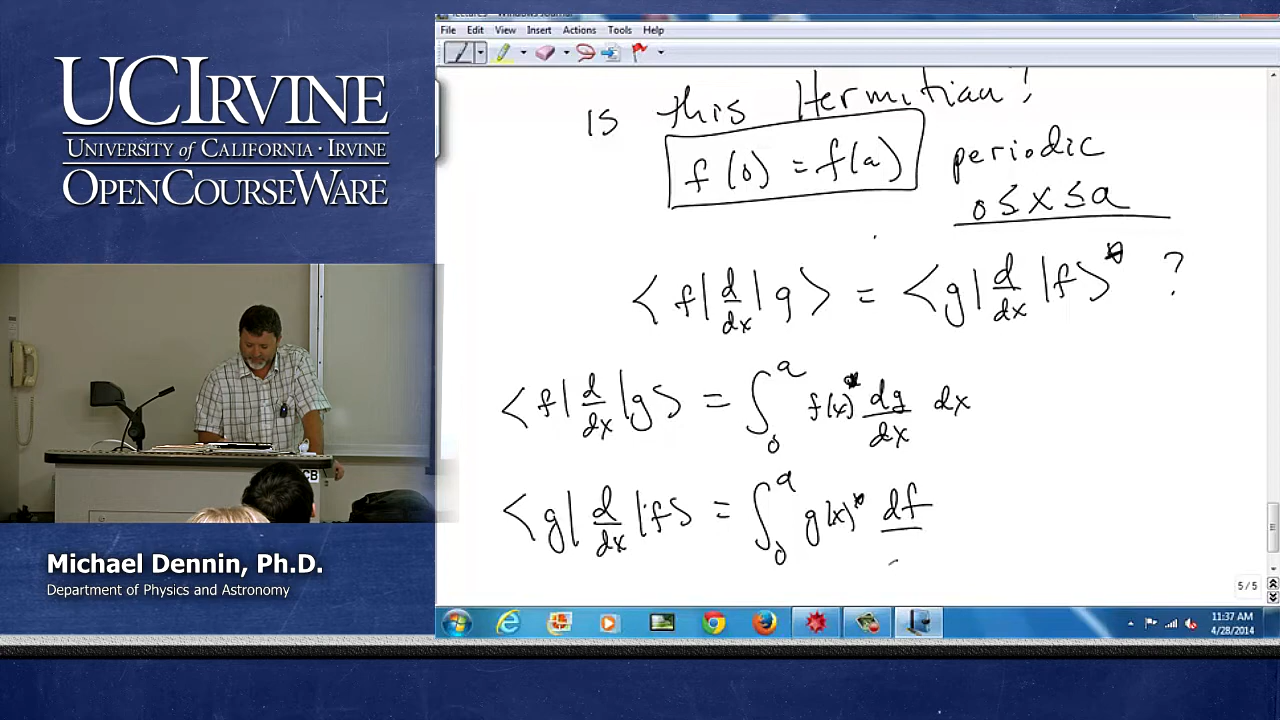 UCIRVINE
UNIVERSITY of CALIFORNIA · IRVINE
OPENCOURSEWARE
File Edit View Insert Actions Tools Help
is this Hermitian?
f(0) = f(a) periodic
0 ≤ x ≤ a
<f|d/dx|g> = <g|d/dx|f>* ?
<f|d/dx|g> = ∫₀ᵃ f(x)* dg/dx dx
<g|d/dx|f> = ∫₀ᵃ g(x)* df
CB
Michael Dennin, Ph.D.
Department of Physics and Astronomy
5/5
11:37 AM
4/28/2014